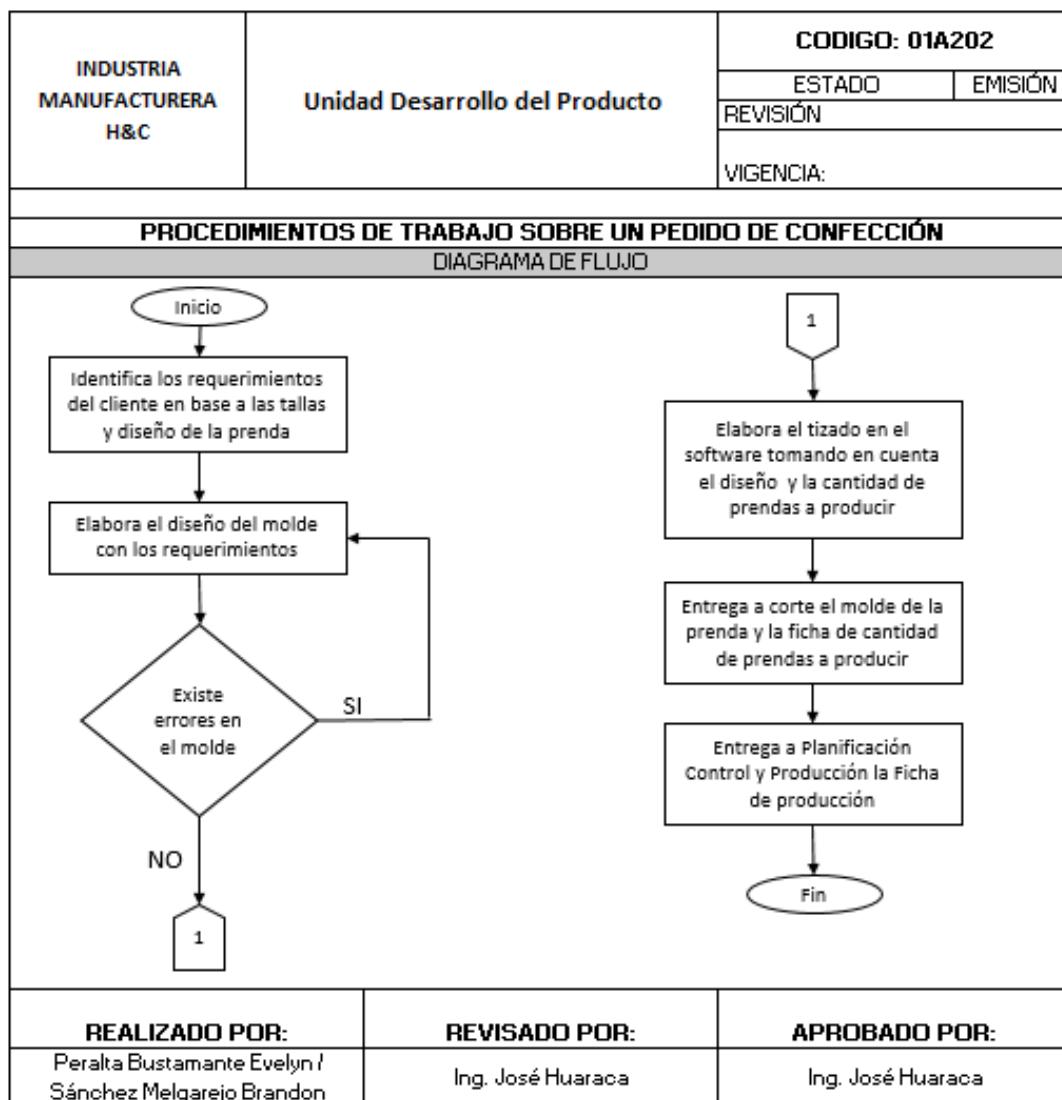 INDUSTRIA
MANUFACTURERA
H&C
Unidad Desarrollo del Producto
CODIGO: 01A202
ESTADO EMISIÓN
REVISIÓN
VIGENCIA:
PROCEDIMIENTOS DE TRABAJO SOBRE UN PEDIDO DE CONFECCIÓN
DIAGRAMA DE FLUJO
Inicio
Identifica los requerimientos
del cliente en base a las tallas
y diseño de la prenda
Elabora el diseño del molde
con los requerimientos
Existe
errores en
el molde
SI
NO
1
1
Elabora el tizado en el
software tomando en cuenta
el diseño y la cantidad de
prendas a producir
Entrega a corte el molde de la
prenda y la ficha de cantidad
de prendas a producir
Entrega a Planificación
Control y Producción la Ficha
de producción
Fin
REALIZADO POR:
Peralta Bustamante Evelyn /
Sánchez Melgarejo Brandon
REVISADO POR:
Ing. José Huaraca
APROBADO POR:
Ing. José Huaraca